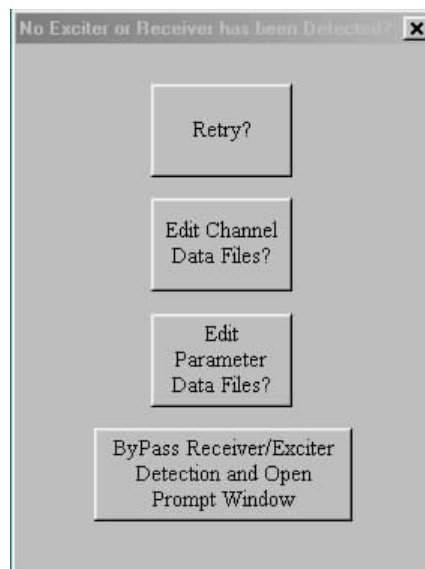 No Exciter or Receiver has been Detected?
Retry?
Edit Channel
Data Files?
Edit
Parameter
Data Files?
ByPass Receiver/Exciter
Detection and Open
Prompt Window